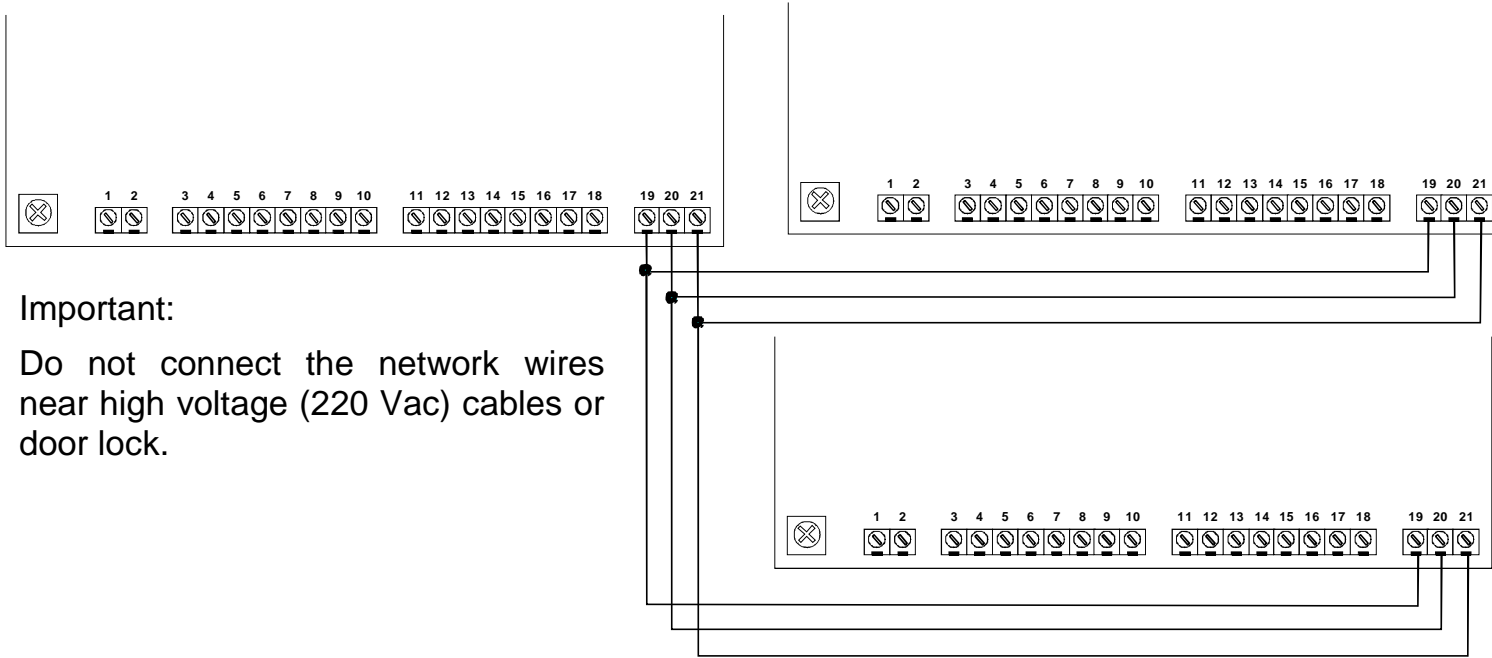 1 2 3 4 5 6 7 8 9 10 11 12 13 14 15 16 17 18 19 20 21
1 2 3 4 5 6 7 8 9 10 11 12 13 14 15 16 17 18 19 20 21
Important:
Do not connect the network wires
near high voltage (220 Vac) cables or
door lock.
1 2 3 4 5 6 7 8 9 10 11 12 13 14 15 16 17 18 19 20 21